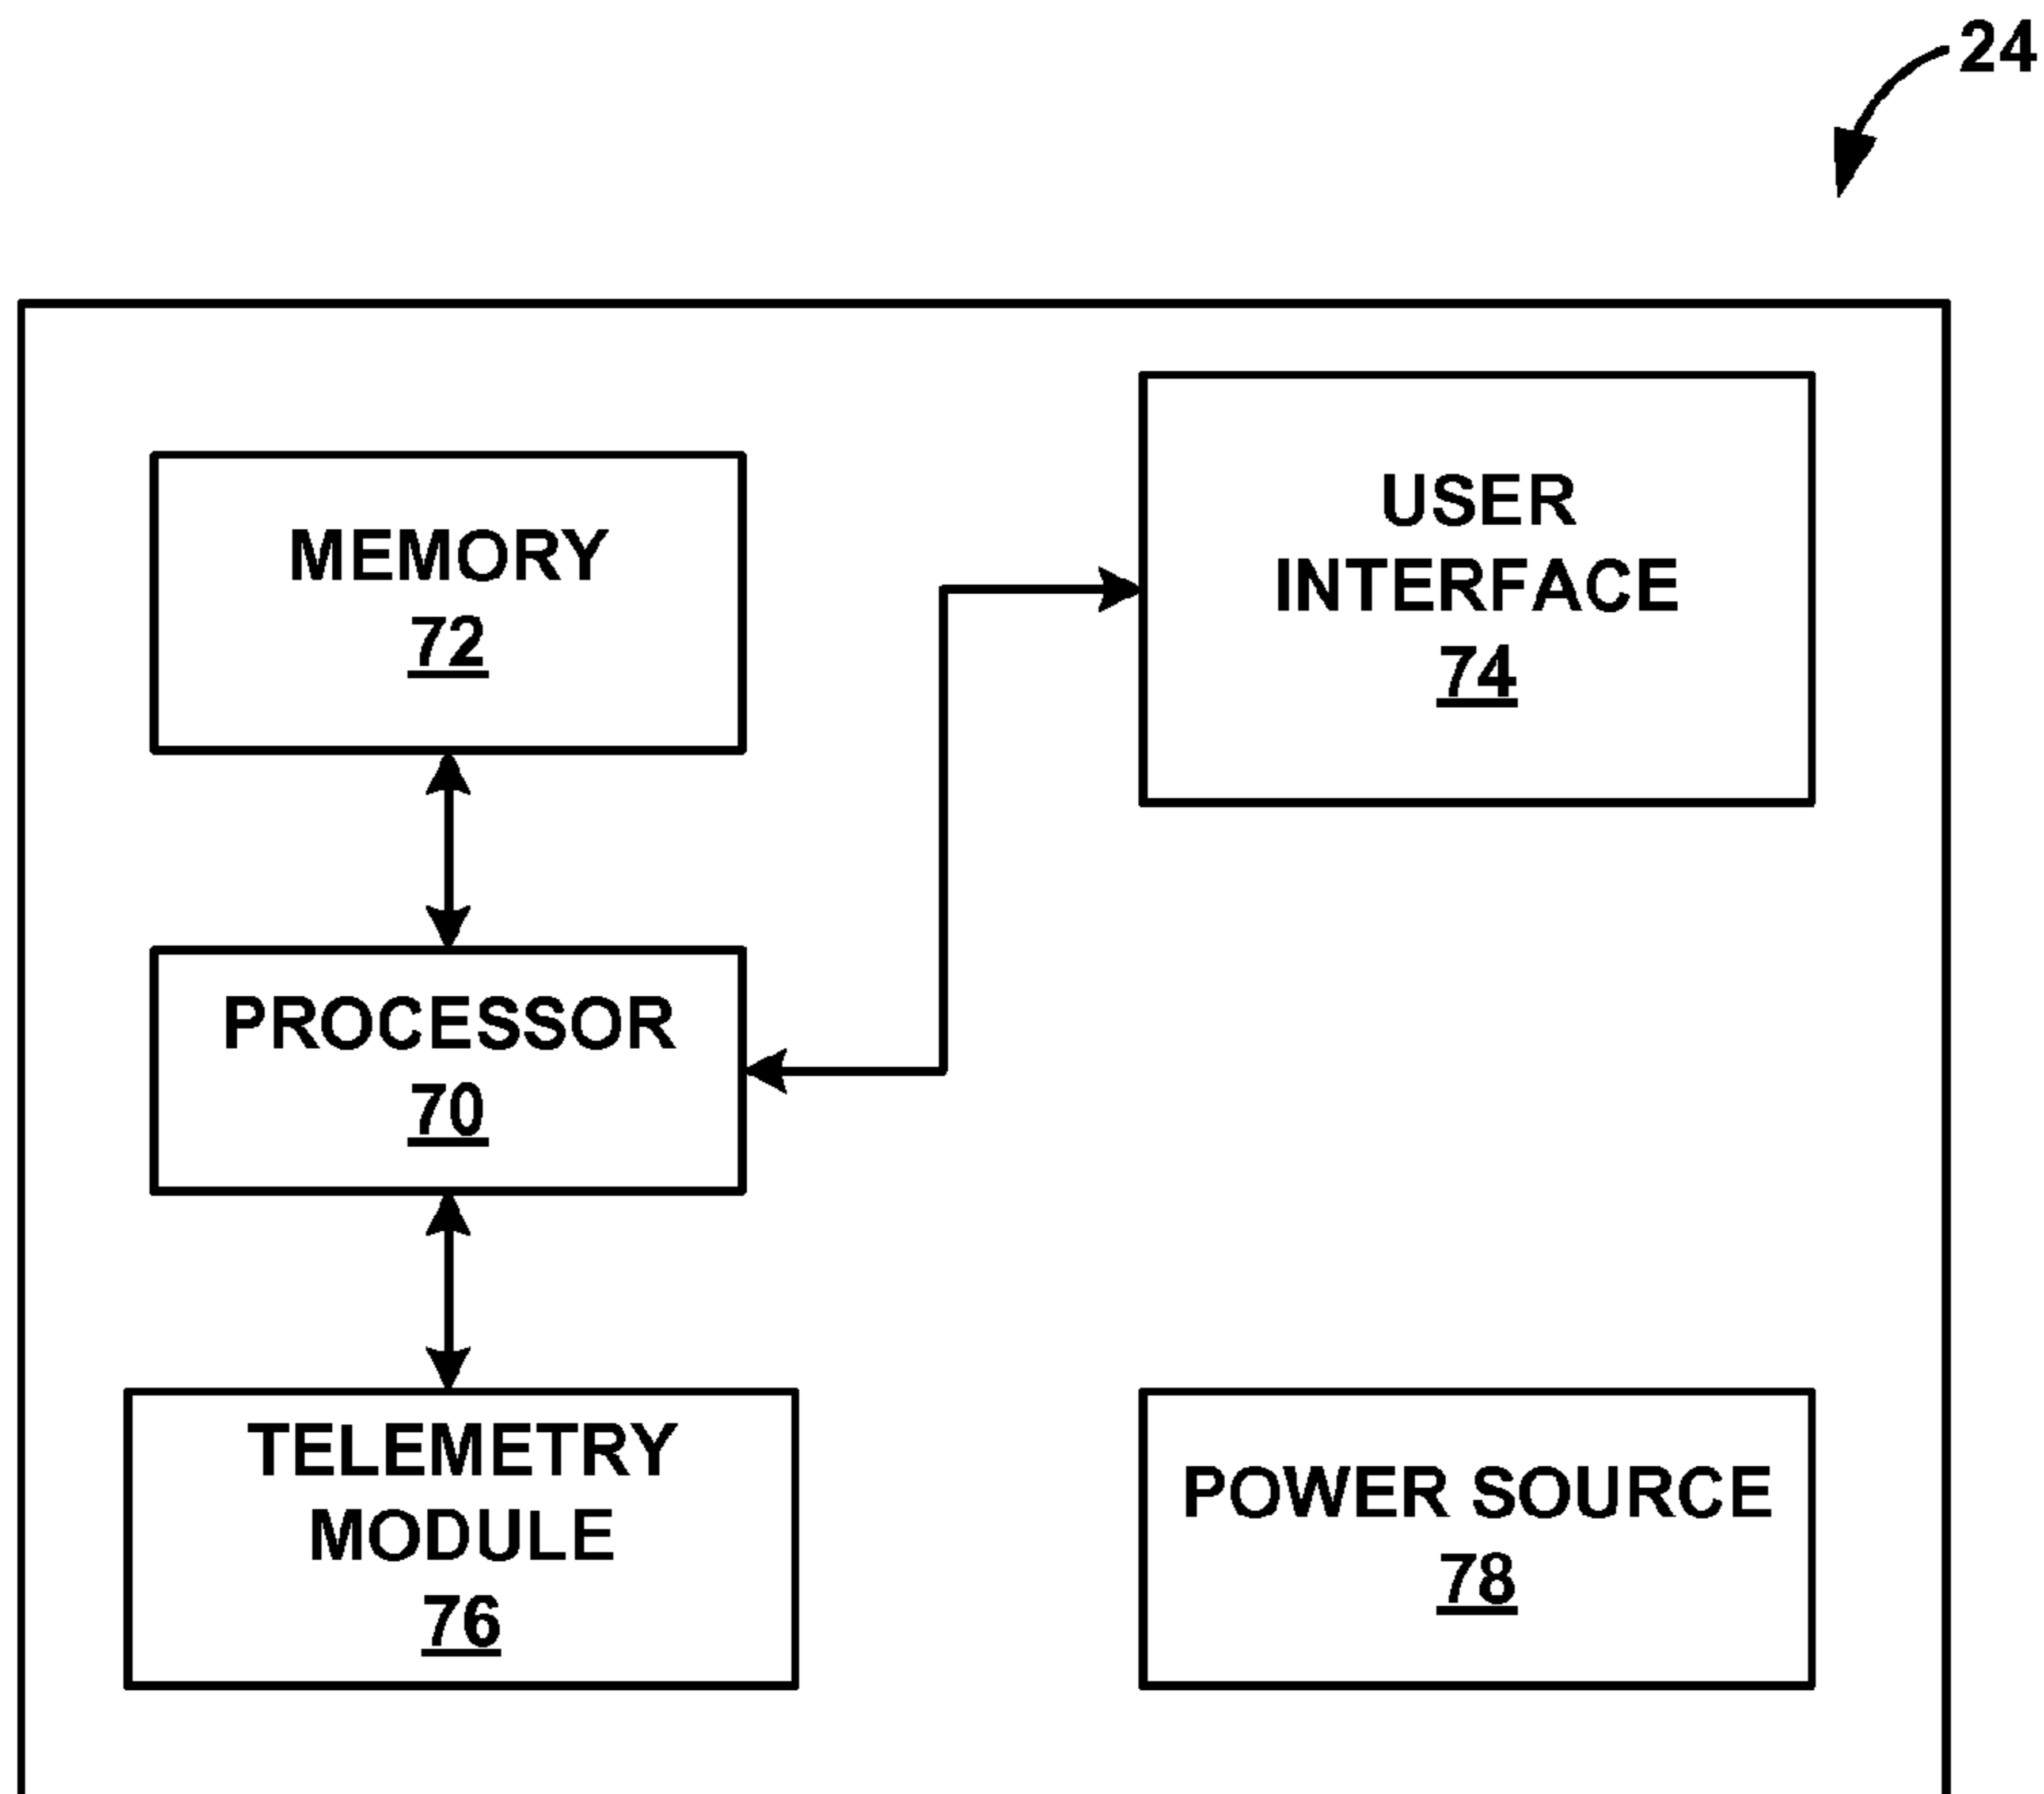 24
MEMORY
72
USER
INTERFACE
74
PROCESSOR
70
TELEMETRY
MODULE
76
POWER SOURCE
78